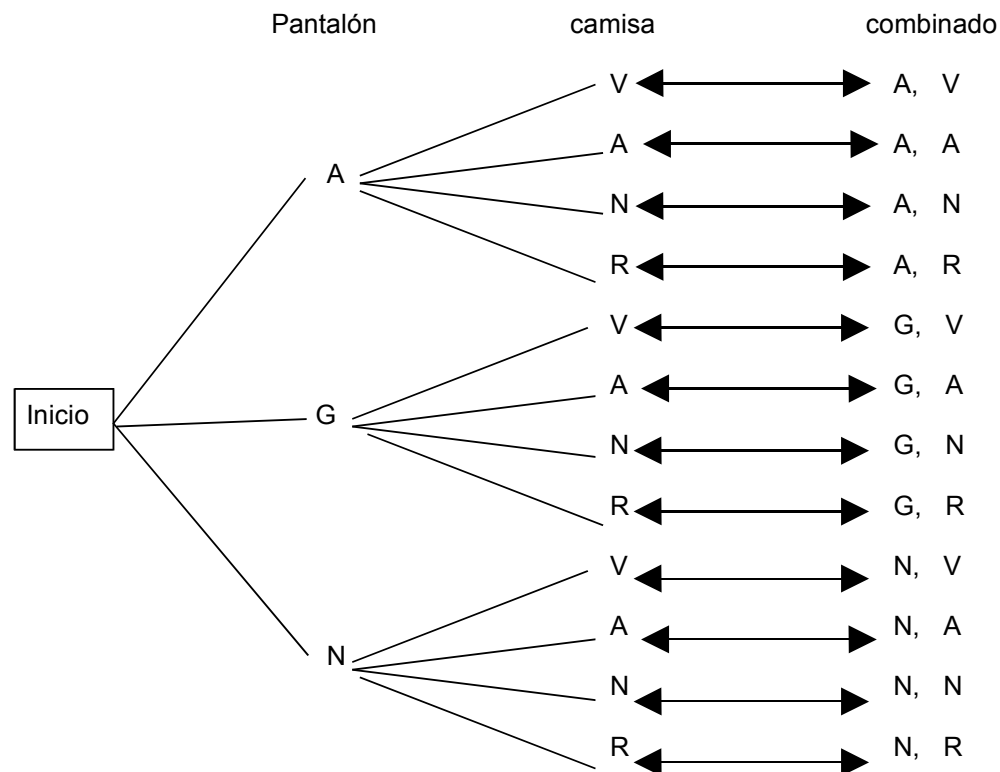 Pantalón camisa combinado
V A, V
A A, A
A
N A, N
R A, R
V G, V
A G, A
Inicio G
N G, N
R G, R
V N, V
A N, A
N
N N, N
R N, R